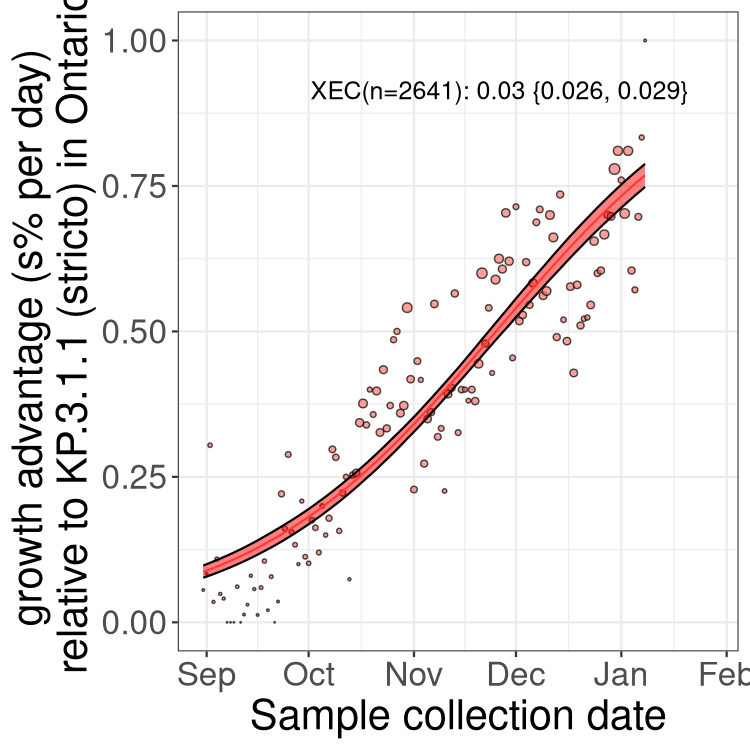 growth advantage (s% per day)
relative to KP.3.1.1 (stricto) in Ontario
1.00
0.75
0.50
0.25
0.00
XEC(n=2641): 0.03 {0.026, 0.029}
Sep Oct Nov Dec Jan Feb
Sample collection date